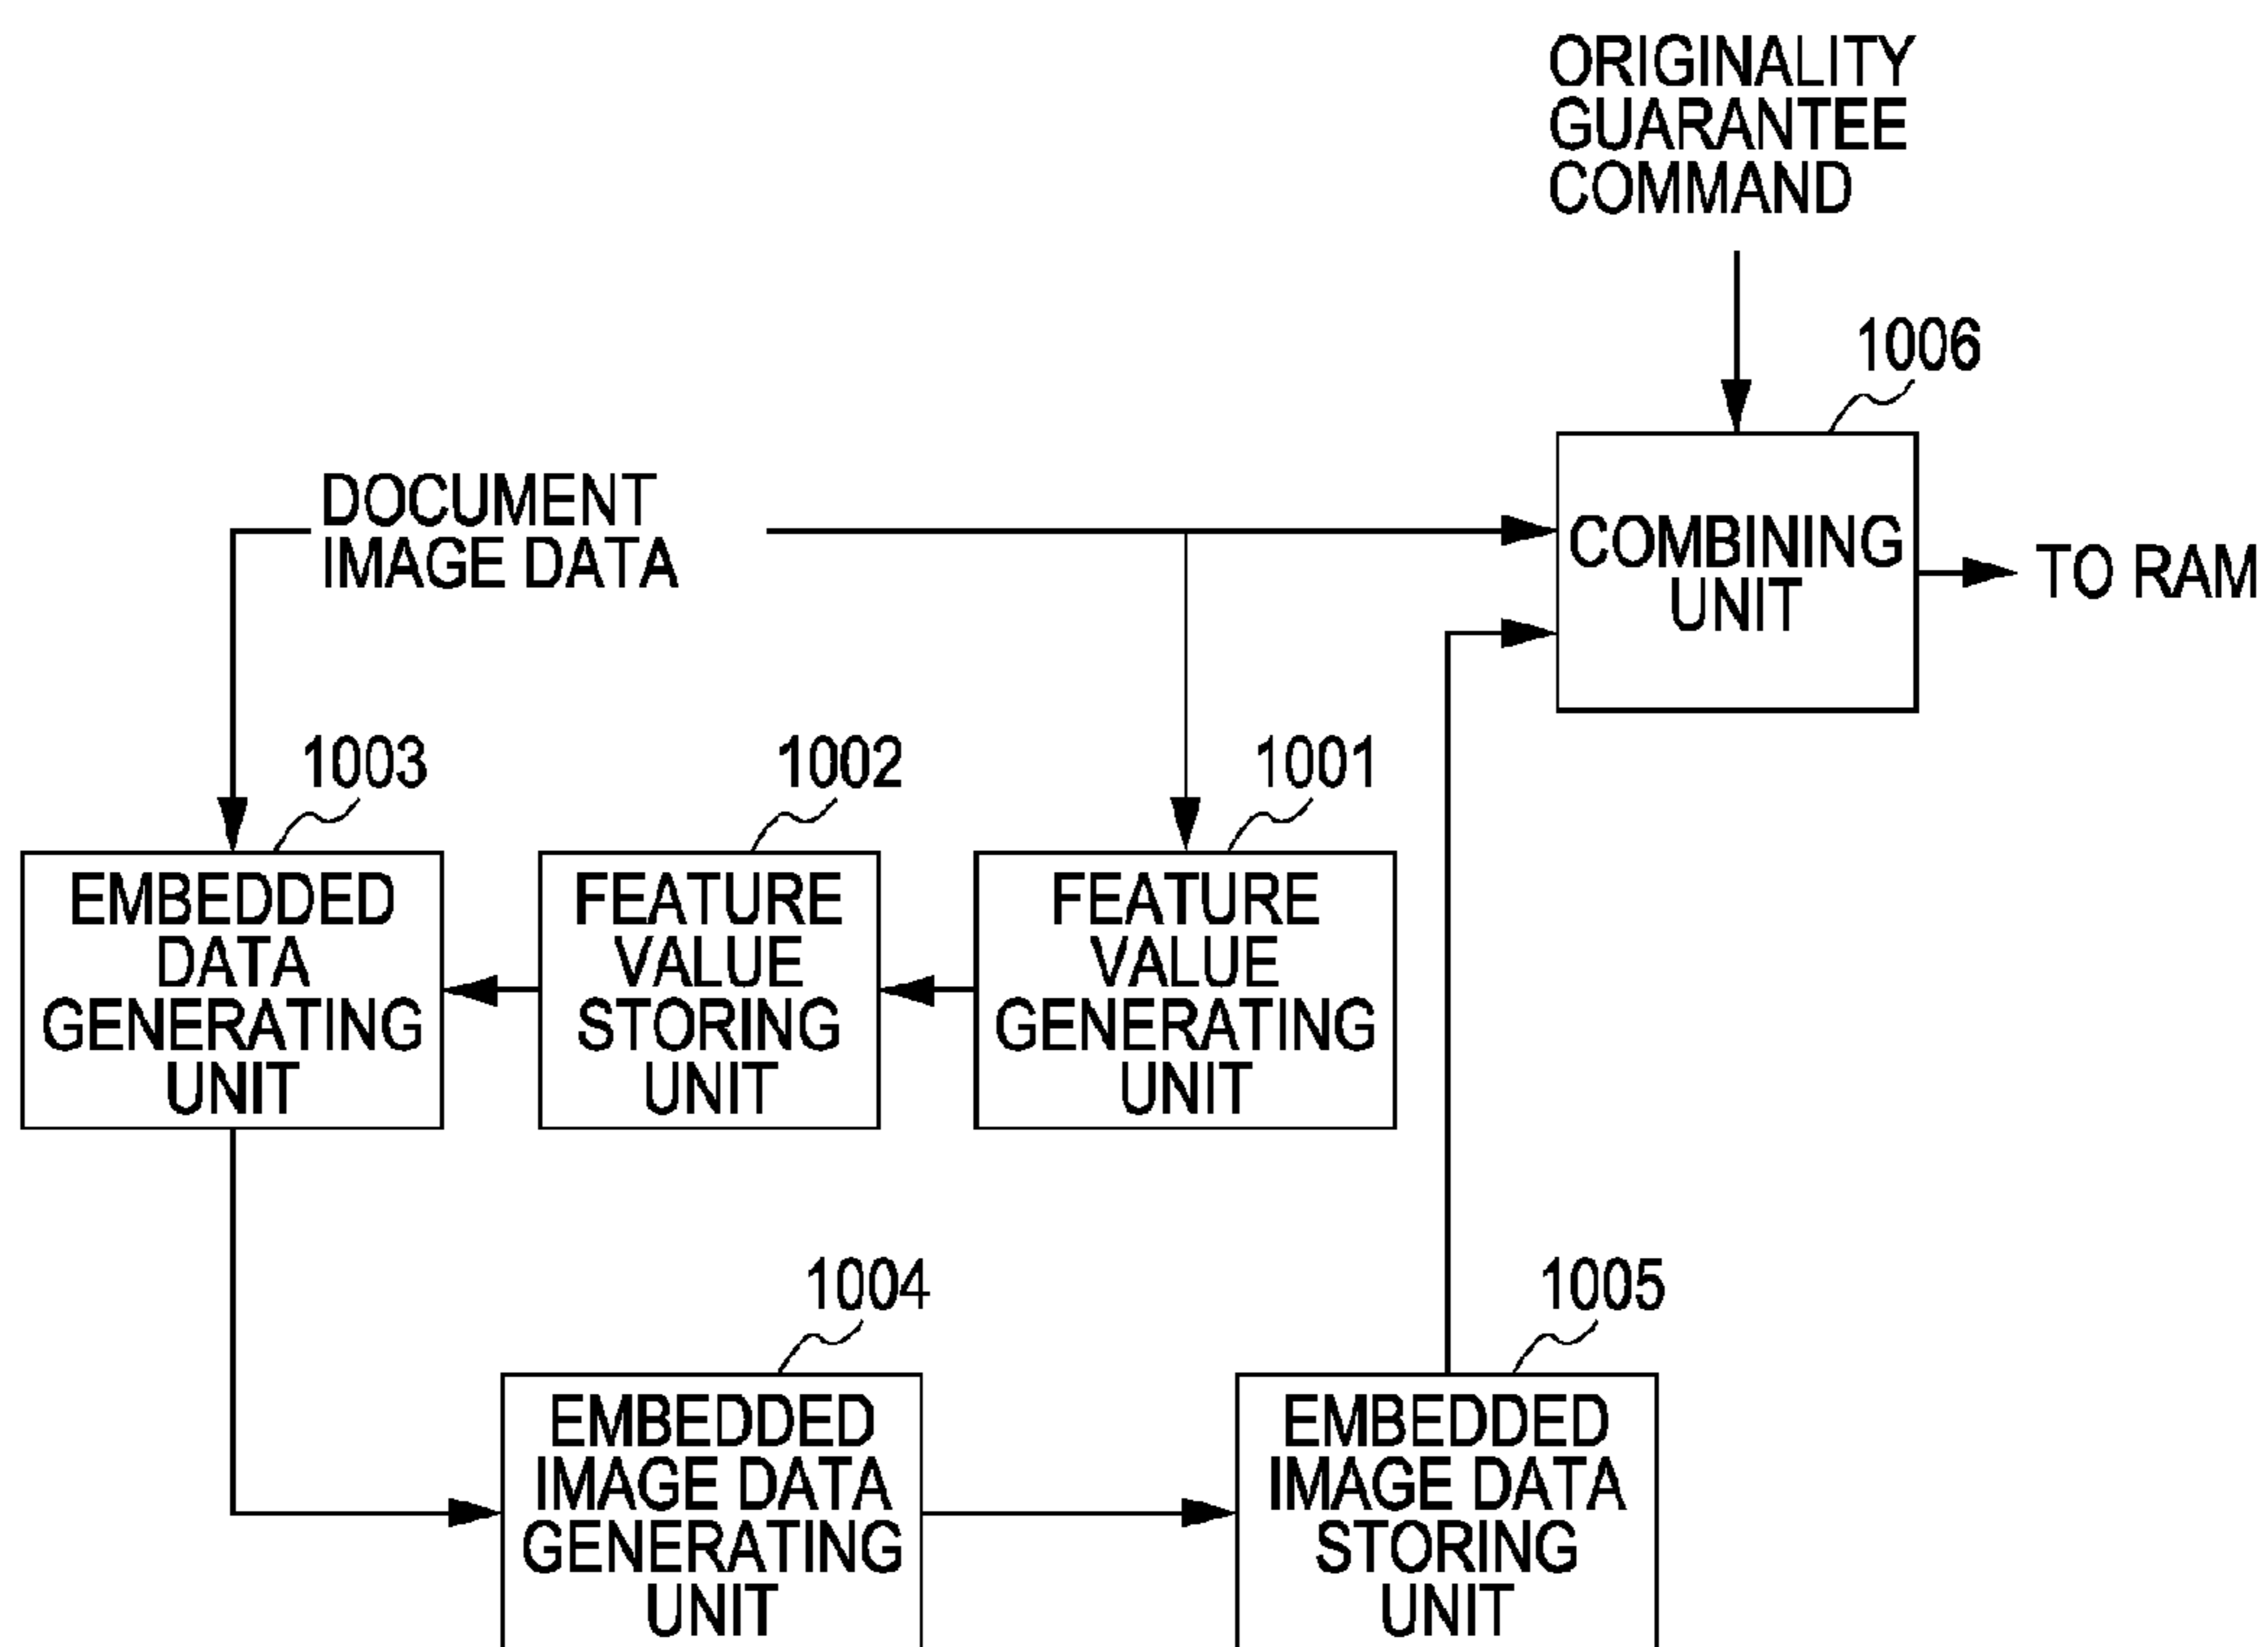 ORIGINALITY
GUARANTEE
COMMAND
1006
DOCUMENT
IMAGE DATA
COMBINING
UNIT
TO RAM
1003
1002
1001
EMBEDDED
DATA
GENERATING
UNIT
FEATURE
VALUE
STORING
UNIT
FEATURE
VALUE
GENERATING
UNIT
1004
1005
EMBEDDED
IMAGE DATA
GENERATING
UNIT
EMBEDDED
IMAGE DATA
STORING
UNIT